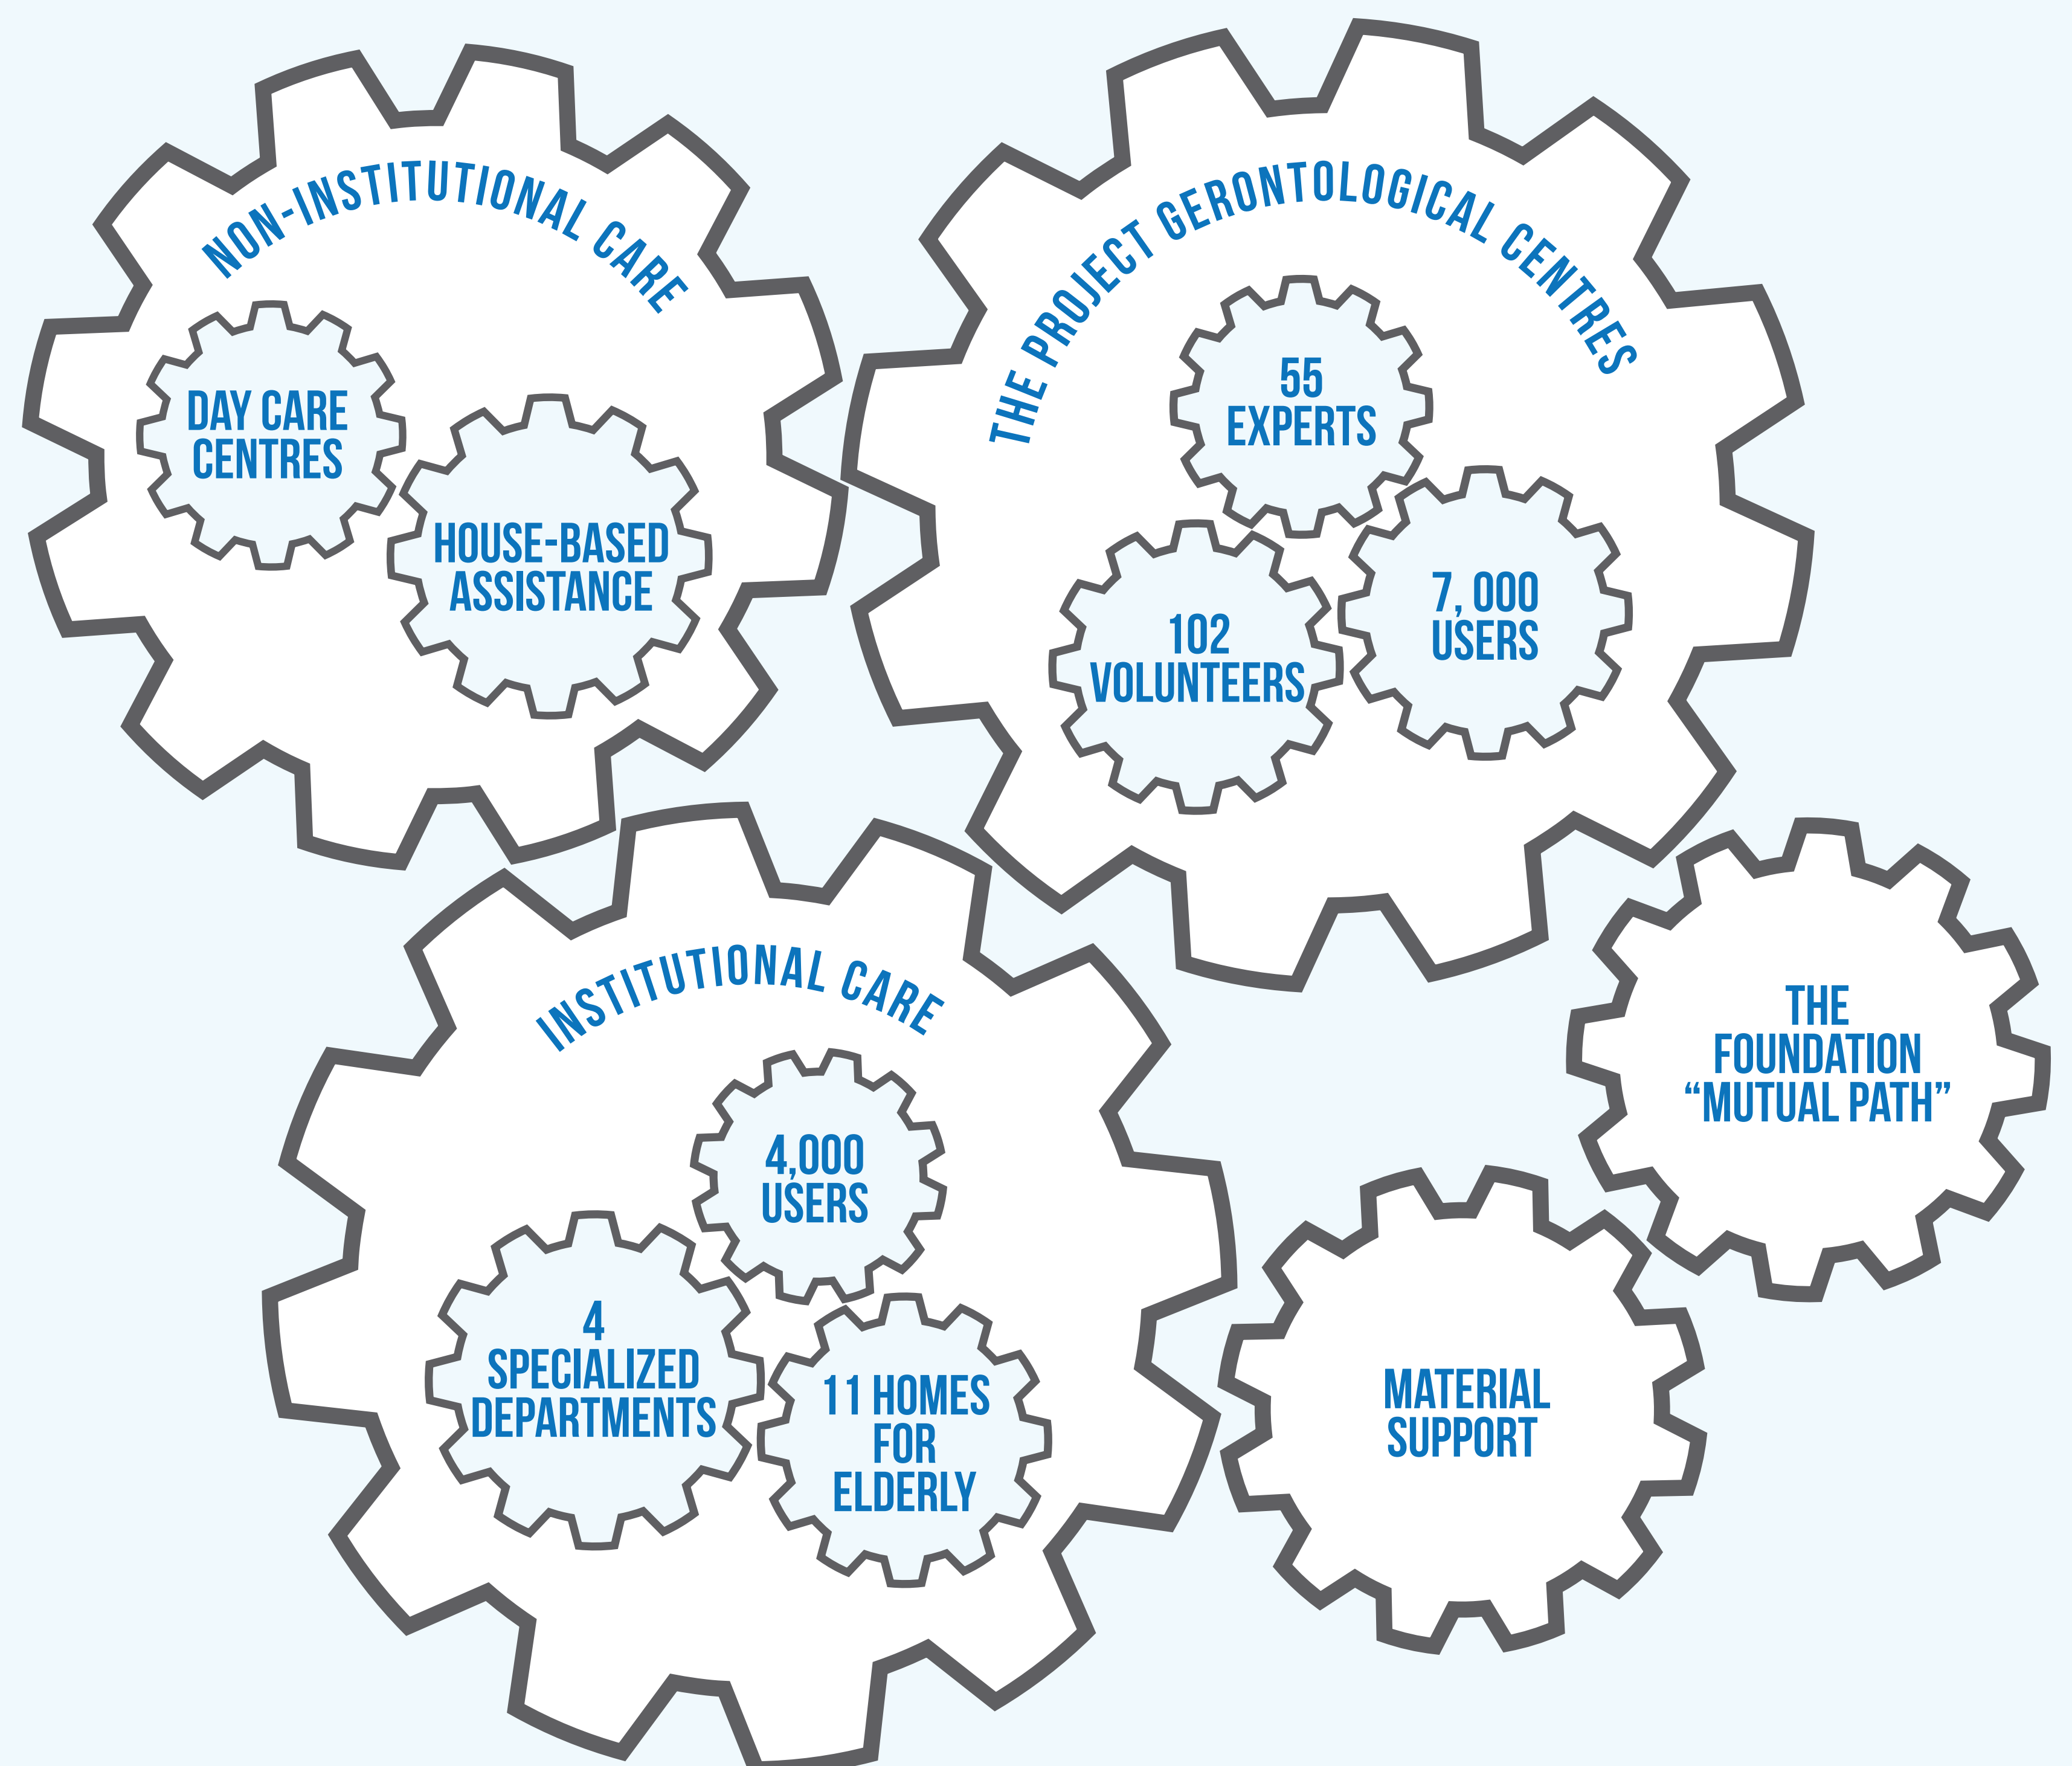 NON-INSTITUTIONAL CARE
DAY CARE
CENTRES
HOUSE-BASED
ASSISTANCE
THE PROJECT GERONTOLOGICAL CENTRES
55
EXPERTS
102
VOLUNTEERS
7, 000
USERS
INSTITUTIONAL CARE
4,000
USERS
4
SPECIALIZED
DEPARTMENTS
11 HOMES
FOR
ELDERLY
THE
FOUNDATION
“MUTUAL PATH”
MATERIAL
SUPPORT